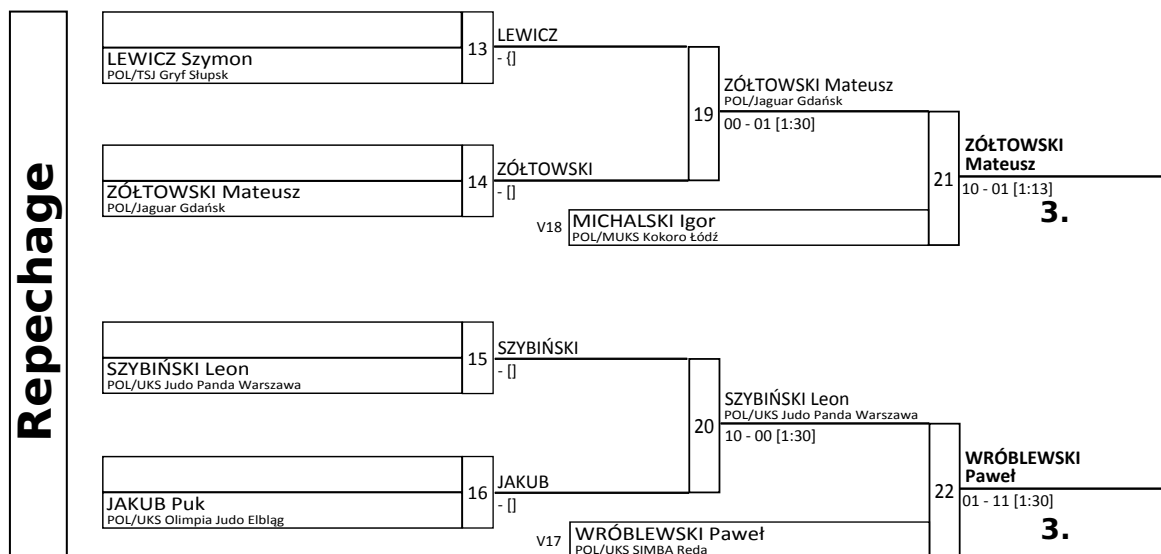 Repechage
13
LEWICZ
LEWICZ Szymon
POL/TSJ Gryf Słupsk
- {]
19
ZÓŁTOWSKI Mateusz
POL/Jaguar Gdańsk
00 - 01 [1:30]
14
ZÓŁTOWSKI
ZÓŁTOWSKI Mateusz
POL/Jaguar Gdańsk
- []
21
ZÓŁTOWSKI
Mateusz
10 - 01 [1:13]
3.
V18
MICHALSKI Igor
POL/MUKS Kokoro Łódź
15
SZYBIŃSKI
SZYBIŃSKI Leon
POL/UKS Judo Panda Warszawa
- []
20
SZYBIŃSKI Leon
POL/UKS Judo Panda Warszawa
10 - 00 [1:30]
16
JAKUB
JAKUB Puk
POL/UKS Olimpia Judo Elbląg
- []
22
WRÓBLEWSKI
Paweł
01 - 11 [1:30]
3.
V17
WRÓBLEWSKI Paweł
POL/UKS SIMBA Reda